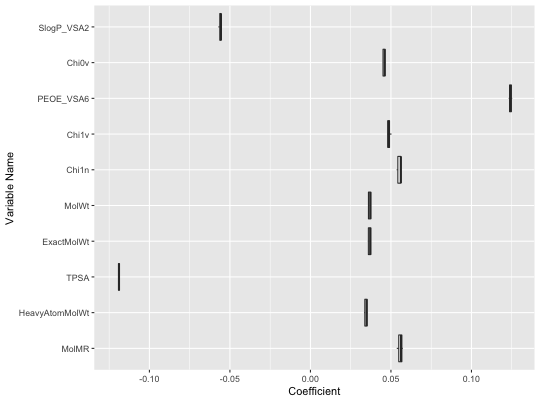 SlogP_VSA2
Chi0v
PEOE_VSA6
Chi1v
Chi1n
MolWt
ExactMolWt
TPSA
HeavyAtomMolWt
MolMR
Variable Name
-0.10 -0.05 0.00 0.05 0.10
Coefficient